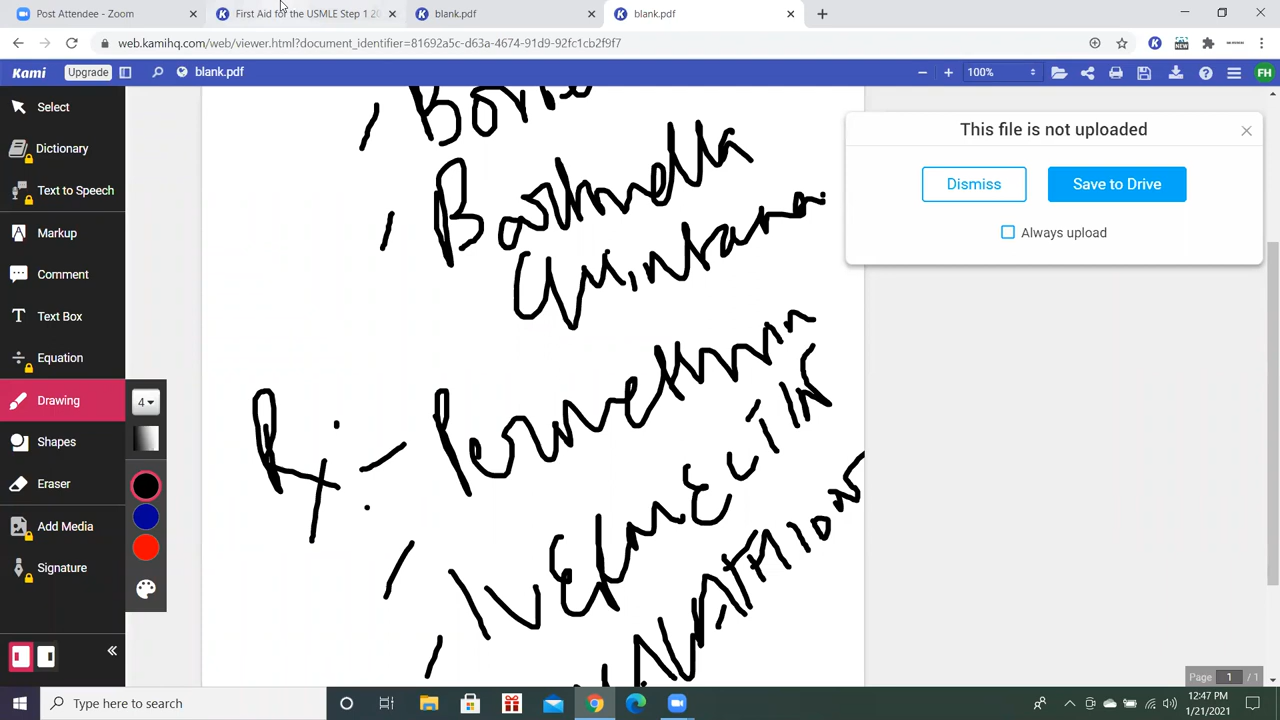 Post Attendee - Zoom
First Aid for the USMLE Step 1 20
blank.pdf
blank.pdf
web.kamihq.com/web/viewer.html?document_identifier=81692a5c-d63a-4674-91d9-92fc1cb2f9f7
Kami
Upgrade
blank.pdf
100%
FH
Select
Dictionary
Text to Speech
Markup
Comment
Text Box
Equation
Drawing
Shapes
Eraser
Add Media
Signature
4
This file is not uploaded
Dismiss
Save to Drive
Always upload
- Bartonella
Quintana
Rx: - Permethrin
- IVERMECTIN
Page 1 / 1
Type here to search
12:47 PM
1/21/2021